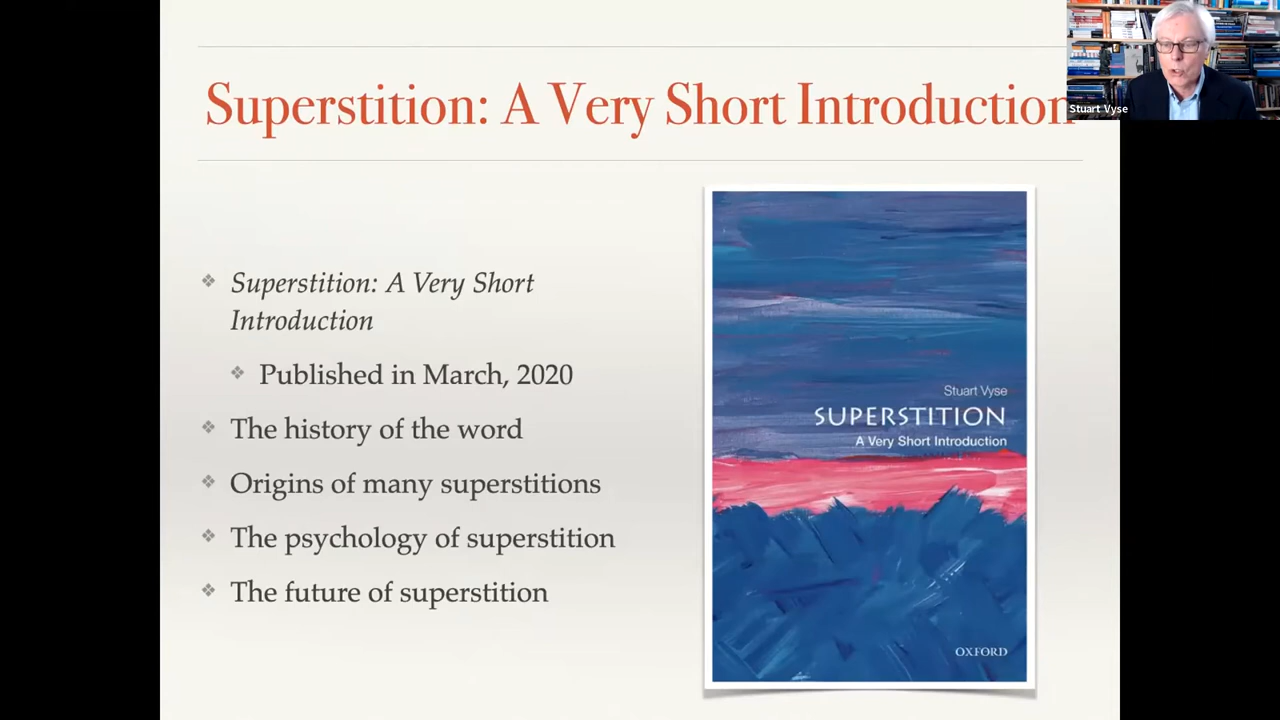 Superstition: A Very Short Introduction
Stuart Vyse
❖ Superstition: A Very Short
Introduction
❖ Published in March, 2020
❖ The history of the word
❖ Origins of many superstitions
❖ The psychology of superstition
❖ The future of superstition
Stuart Vyse
SUPERSTITION
A Very Short Introduction
OXFORD